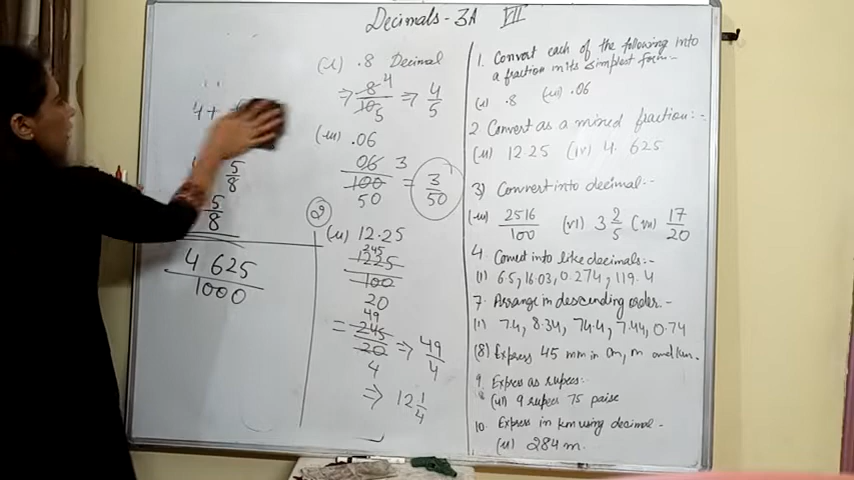 Decimals - 3A VII
4 +
5
8
5
8
4 625
1000
(i) .8 Decimal
⇒ 8 4
10 5
⇒ 4
5
(iii) .06
06 3
100
50
= 3
50
2
(ii) 12.25
245
1225
100
20
49
= 245
20
4
⇒ 49
4
⇒ 12 1
4
1. Convert each of the following into
a fraction in its simplest form:-
(i) .8 (iii) .06
2 Convert as a mixed fraction:-
(ii) 12.25 (iv) 4. 625
3) Convert into decimal:-
2516
100
(vi) 3 2
5
17
20
4. Convert into like decimals:-
(i) 6.5, 16.03, 0.274, 119.4
7. Arrange in descending order.-
(i) 7.4, 8.34, 74.4, 7.44, 0.74
(8) Express 45 mm in cm, m and km.
9. Express as rupees:-
9 rupees 75 paise
10. Express in km using decimal -
(ii) 284 m.